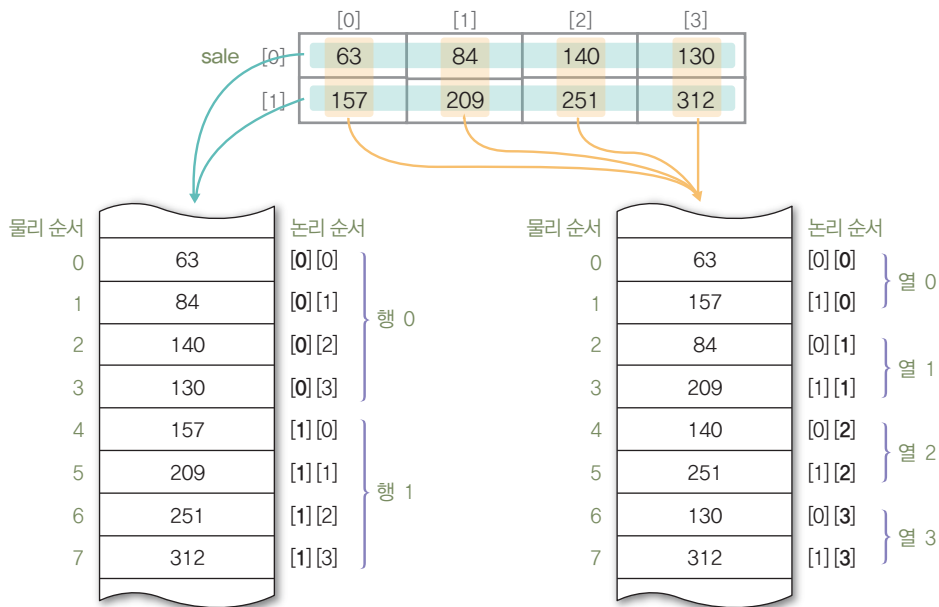 [0] [1] [2] [3]
sale [0] 63 84 140 130
[1] 157 209 251 312
물리 순서 논리 순서
0 63 [0][0]
1 84 [0][1]
행 0
2 140 [0][2]
3 130 [0][3]
4 157 [1][0]
5 209 [1][1]
행 1
6 251 [1][2]
7 312 [1][3]
물리 순서 논리 순서
0 63 [0][0]
열 0
1 157 [1][0]
2 84 [0][1]
열 1
3 209 [1][1]
4 140 [0][2]
열 2
5 251 [1][2]
6 130 [0][3]
열 3
7 312 [1][3]